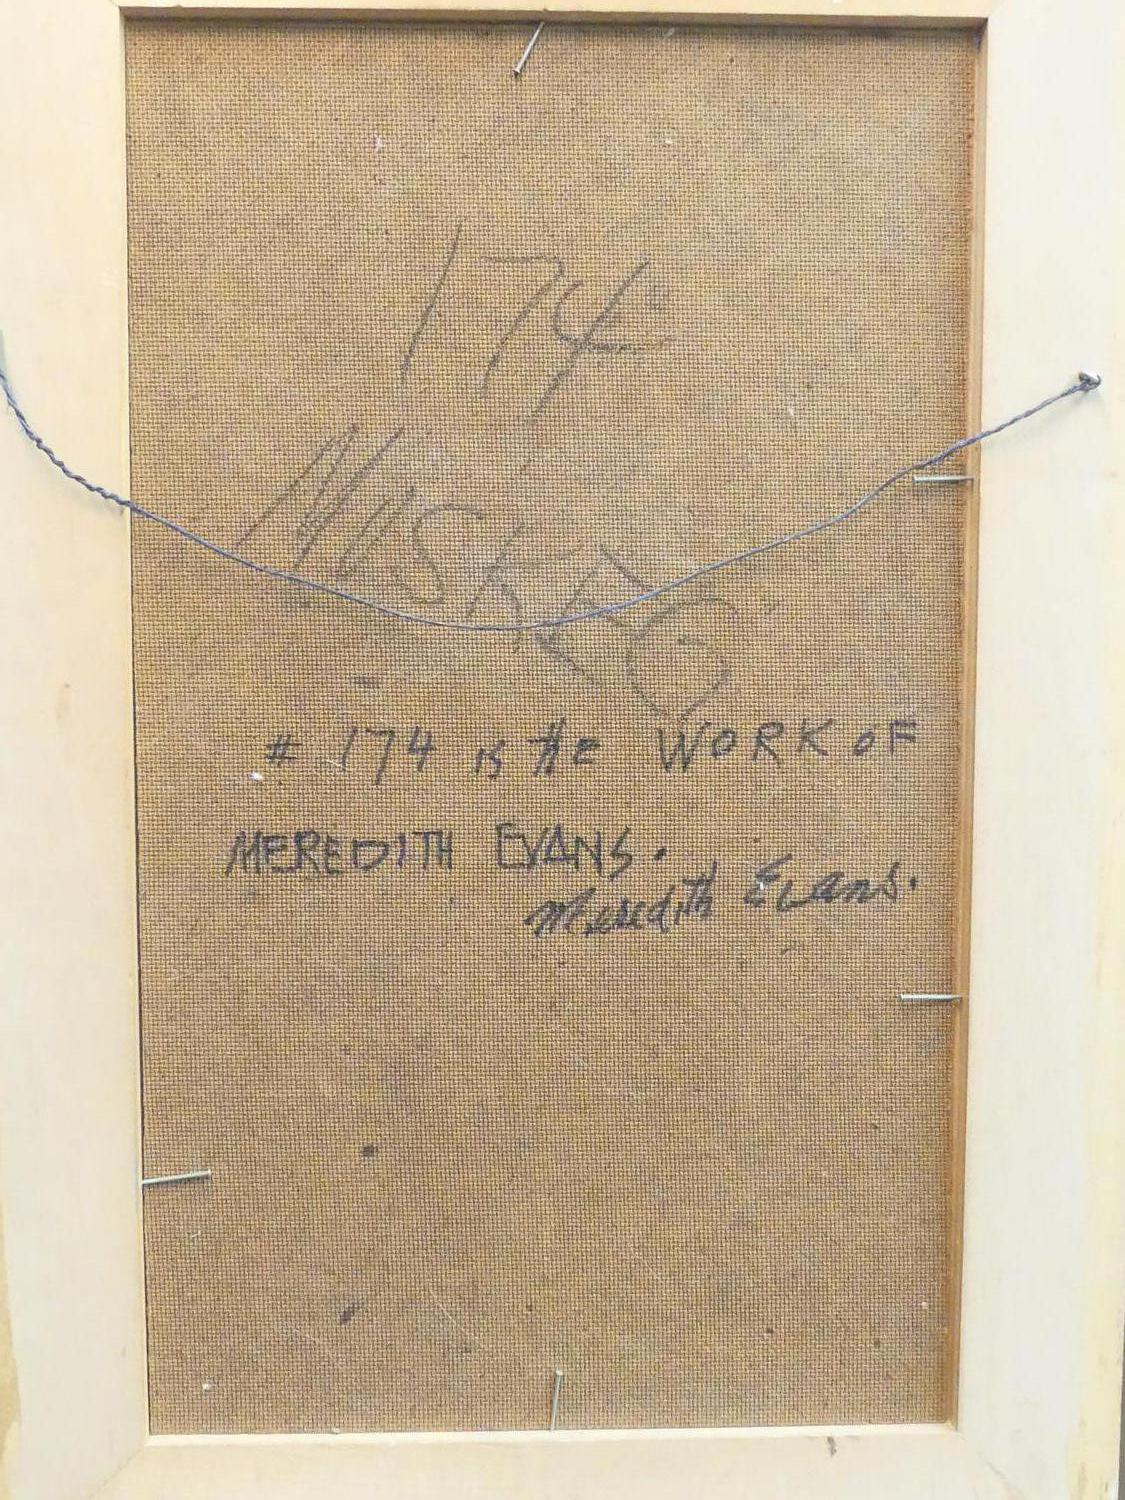 174
MUSKEG
# 174 is the WORK OF
MEREDITH EVANS.
Meredith Evans.